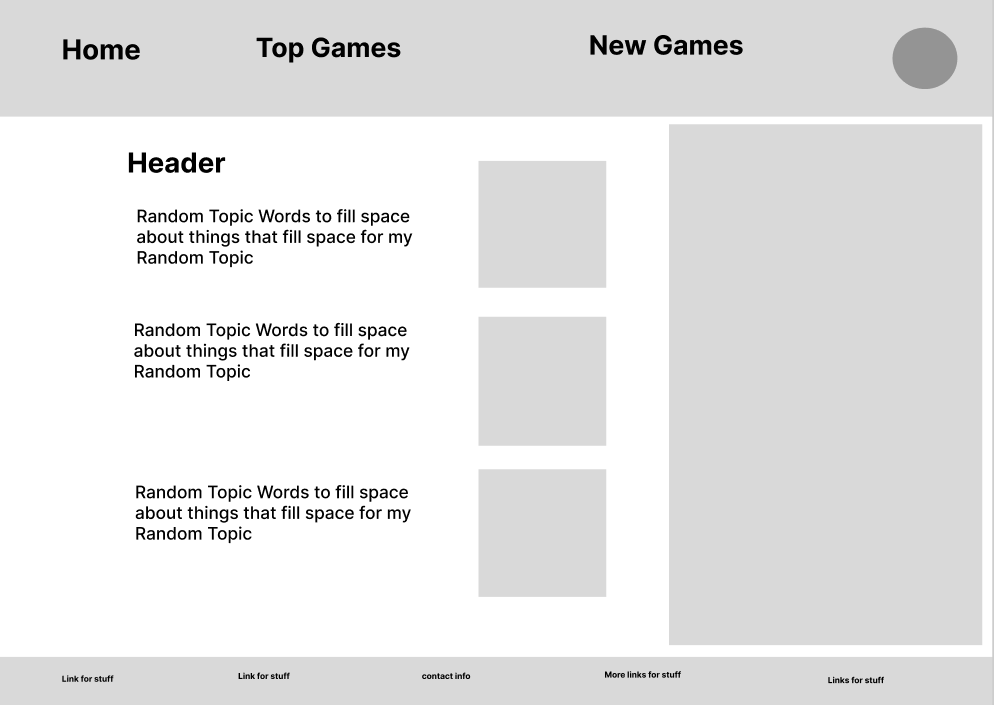 Home
Top Games
New Games
Header
Random Topic Words to fill space
about things that fill space for my
Random Topic
Random Topic Words to fill space
about things that fill space for my
Random Topic
Random Topic Words to fill space
about things that fill space for my
Random Topic
Link for stuff
Link for stuff
contact info
More links for stuff
Links for stuff